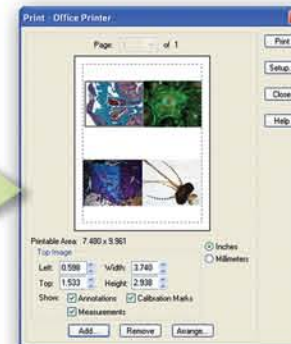 Print - Office Printer
Page: of 1
Print
Setup...
Close
Help
Printable Area: 7.480 x 9.961
Top Image
Left: 0.598 Width: 3.740
Top: 1.533 Height: 2.938
Show: Annotations Calibration Marks
Measurements
Inches
Millimeters
Add... Remove Arrange...